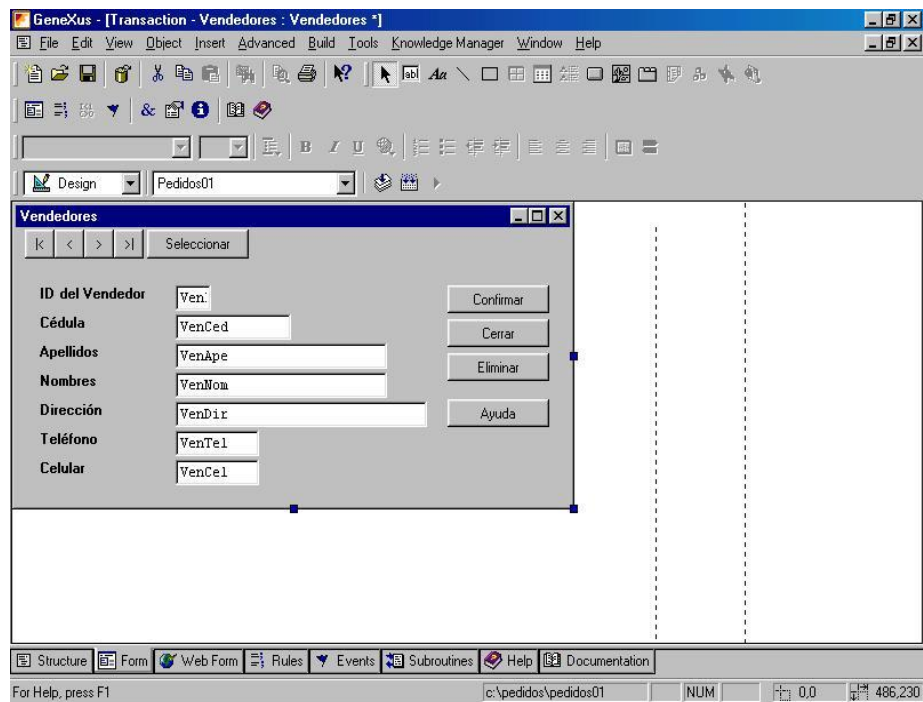 GeneXus - [Transaction - Vendedores : Vendedores *]
File Edit View Object Insert Advanced Build Tools Knowledge Manager Window Help
Design Pedidos01
Vendedores
Seleccionar
ID del Vendedor Ven
Confirmar
Cédula VenCed
Cerrar
Apellidos VenApe
Eliminar
Nombres VenNom
Dirección VenDir
Ayuda
Teléfono VenTel
Celular VenCel
Structure Form Web Form Rules Events Subroutines Help Documentation
For Help, press F1 c:\pedidos\pedidos01 NUM 0,0 486,230